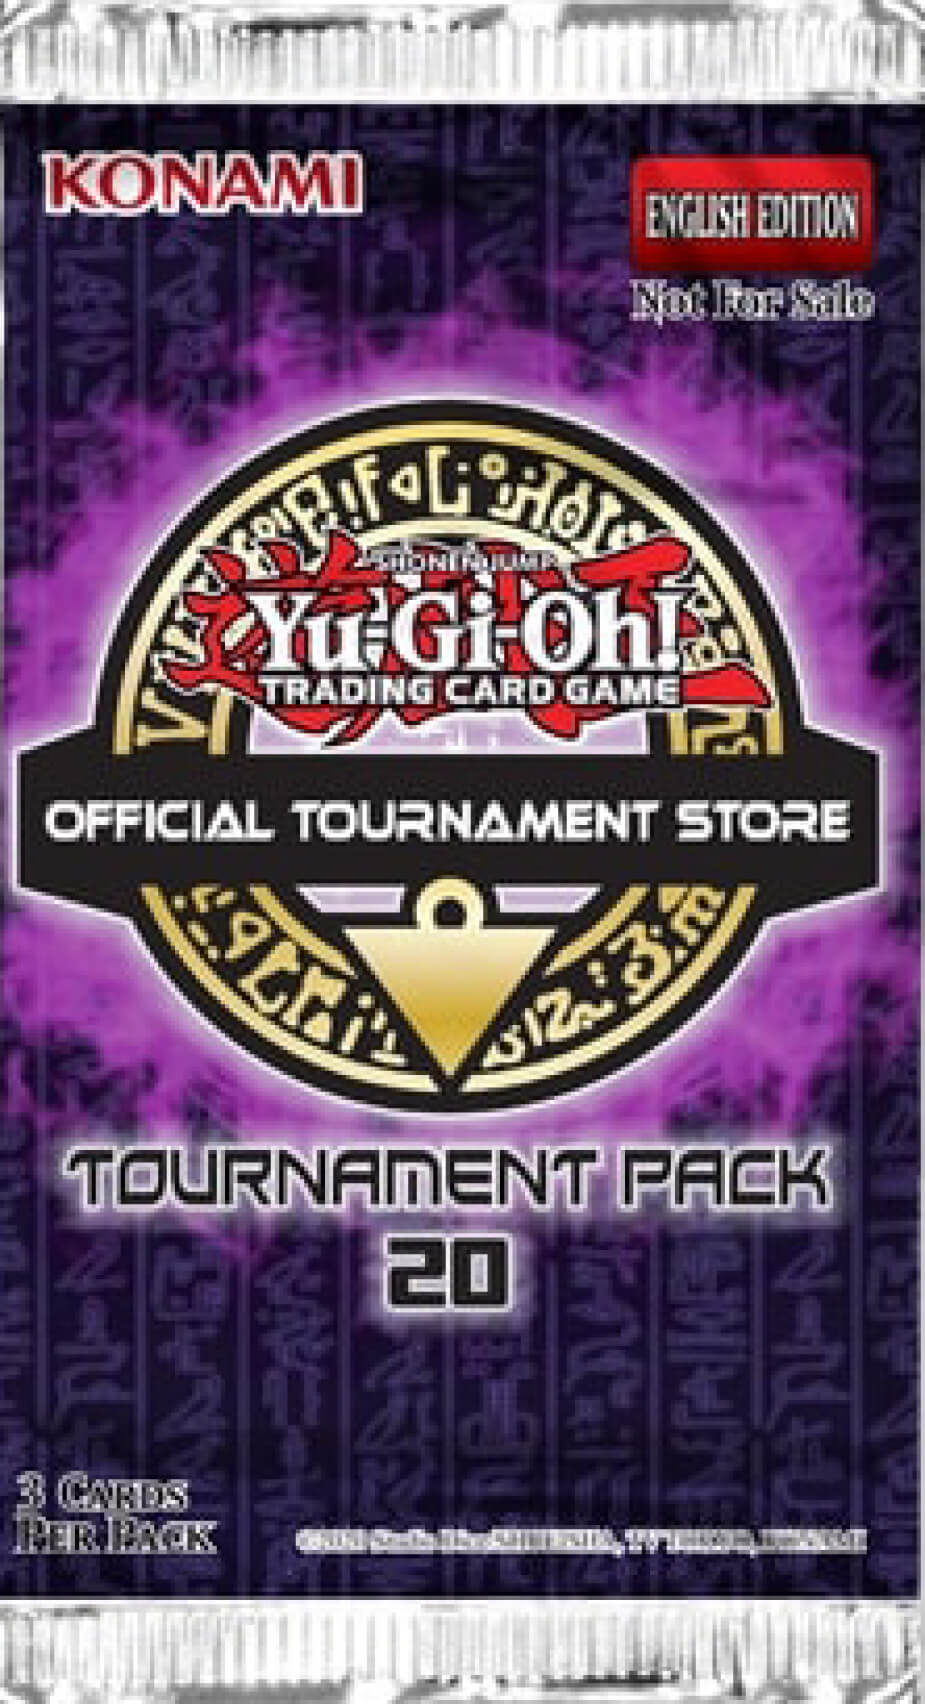 KONAMI
ENGLISH EDITION
Not For Sale
SHONEN JUMP
Yu-Gi-Oh!
TRADING CARD GAME
OFFICIAL TOURNAMENT STORE
TOURNAMENT PACK
20
3 CARDS
PER PACK